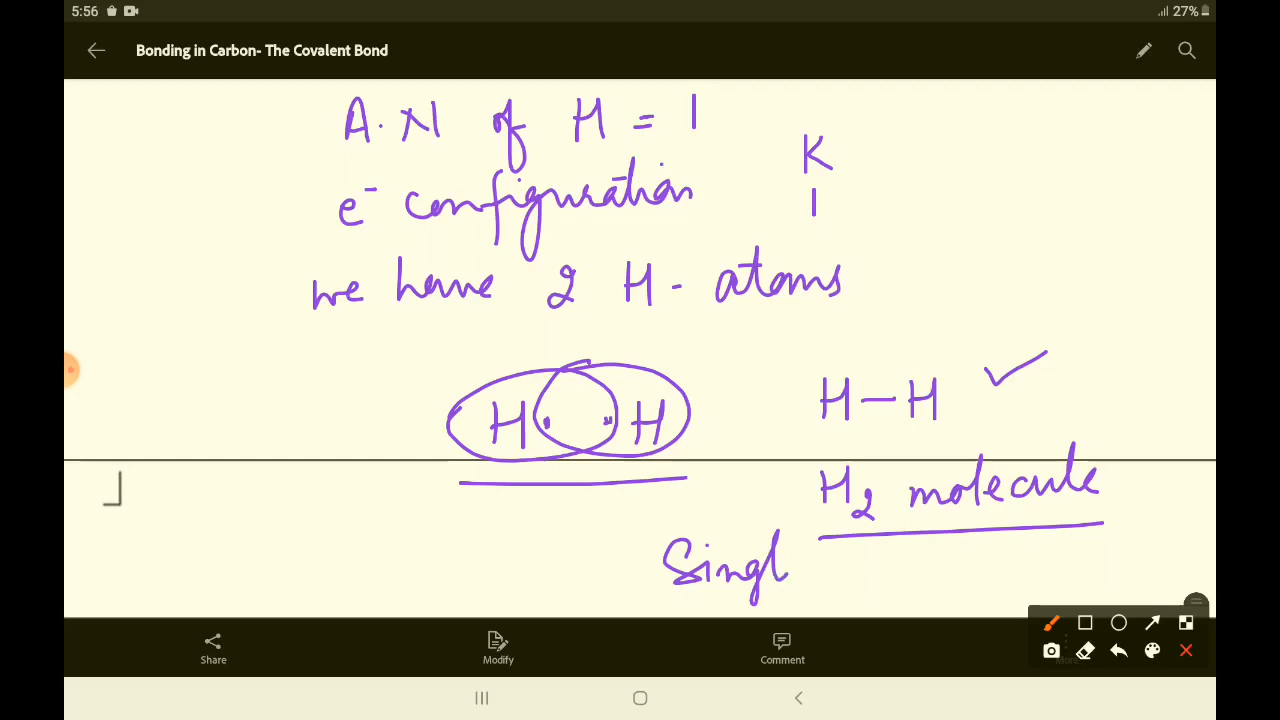 5:56
27%
Bonding in Carbon- The Covalent Bond
A.N of H = 1
K
e⁻ configuration
1
we have 2 H- atoms
H . . H
H—H ✓
H₂ molecule
Singl
Share
Modify
Comment
More